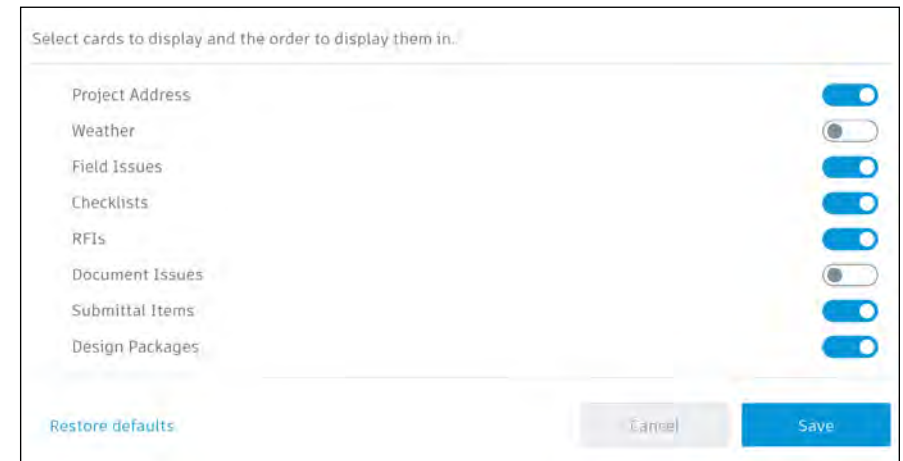 Select cards to display and the order to display them in.
Project Address
Weather
Field Issues
Checklists
RFIs
Document Issues
Submittal Items
Design Packages
Restore defaults
Cancel
Save